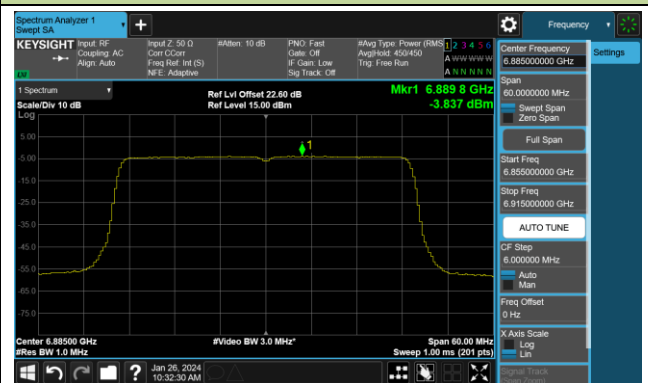 Spectrum Analyzer 1
Swept SA
+
Frequency
KEYSIGHT
Input: RF
Coupling: AC
Align: Auto
Input Z: 50 Ω
Corr CCorr
Freq Ref: Int (S)
NFE: Adaptive
#Atten: 10 dB
PNO: Fast
Gate: Off
IF Gain: Low
Sig Track: Off
#Avg Type: Power (RMS
Avg|Hold: 450/450
Trig: Free Run
1 2 3 4 5 6
A W W W W W
A N N N N N
Center Frequency
6.885000000 GHz
Settings
Span
60.0000000 MHz
Swept Span
Zero Span
Full Span
Start Freq
6.855000000 GHz
Stop Freq
6.915000000 GHz
AUTO TUNE
CF Step
6.000000 MHz
Auto
Man
Freq Offset
0 Hz
X Axis Scale
Log
Lin
Signal Track
(Span Zoom)
1 Spectrum
Scale/Div 10 dB
Log
Ref Lvl Offset 22.60 dB
Ref Level 15.00 dBm
Mkr1 6.889 8 GHz
-3.837 dBm
1
5.00
-5.00
-15.0
-25.0
-35.0
-45.0
-55.0
-65.0
-75.0
Center 6.88500 GHz
#Res BW 1.0 MHz
#Video BW 3.0 MHz*
Span 60.00 MHz
Sweep 1.00 ms (201 pts)
?
Jan 26, 2024
10:32:30 AM